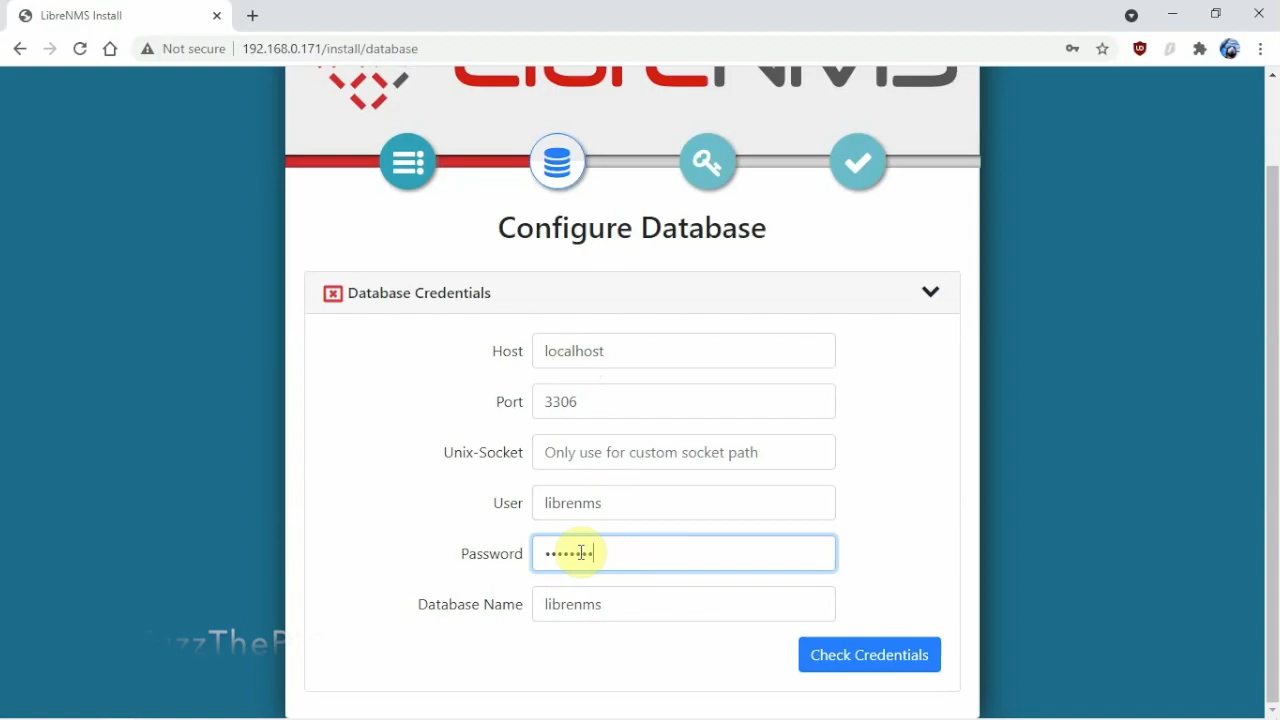 LibreNMS Install
Not secure
192.168.0.171/install/database
LibreNMS
Configure Database
Database Credentials
Host
localhost
Port
3306
Unix-Socket
Only use for custom socket path
User
librenms
Password
••••••••
Database Name
librenms
Check Credentials